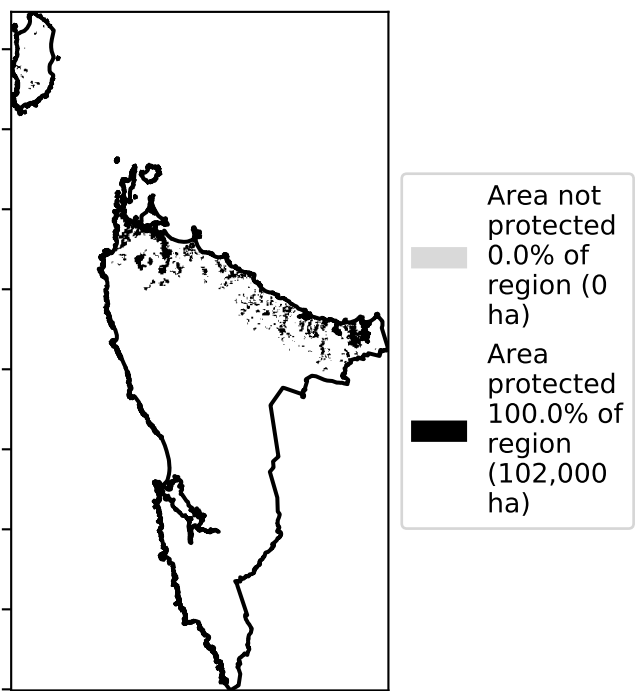 Area not
protected
0.0% of
region (0
ha)
Area
protected
100.0% of
region
(102,000
ha)